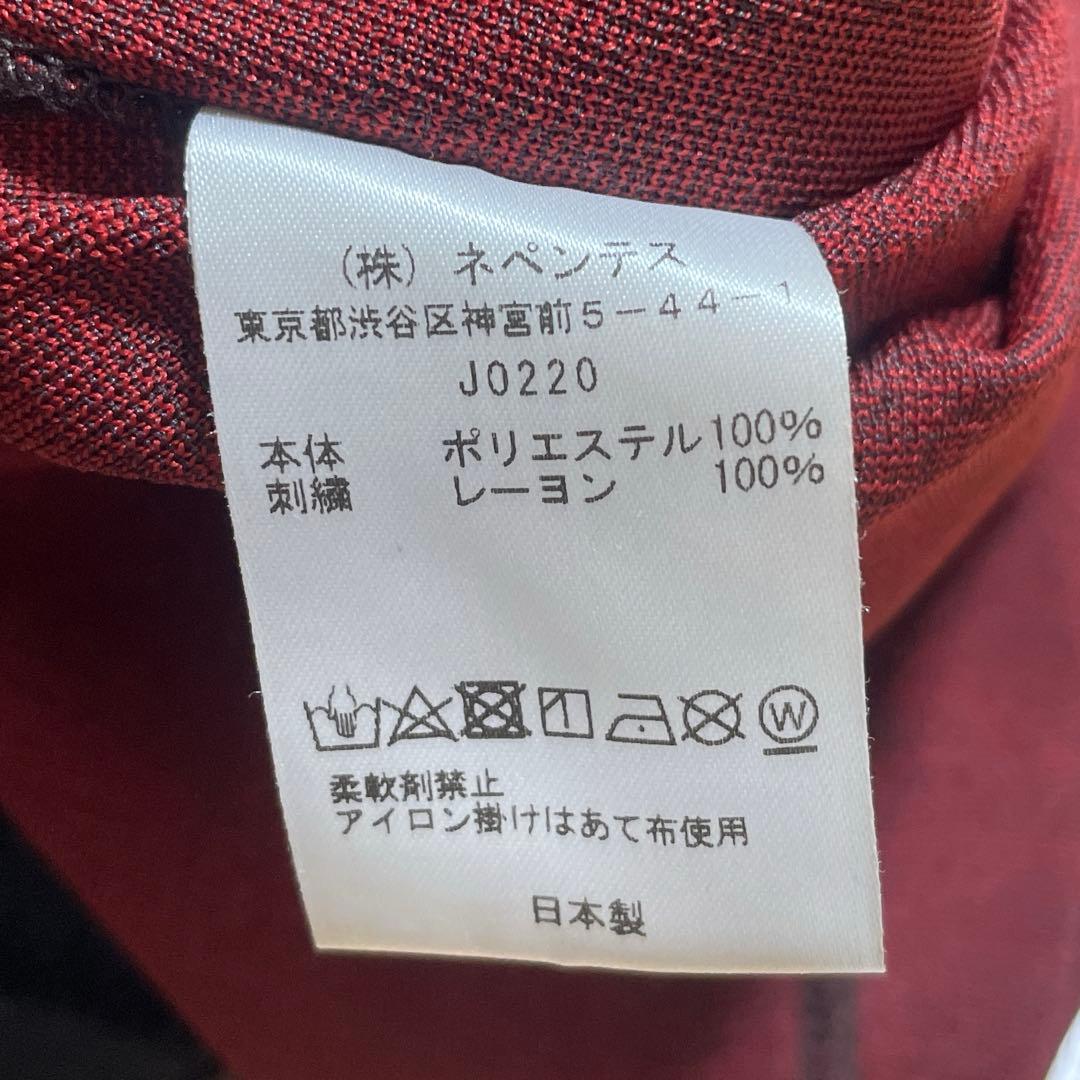 (株) ネペンテス
東京都渋谷区神宮前5-44-1
J0220
本体 ポリエステル100%
刺繍 レーヨン 100%
W
柔軟剤禁止
アイロン掛けはあて布使用
日本製